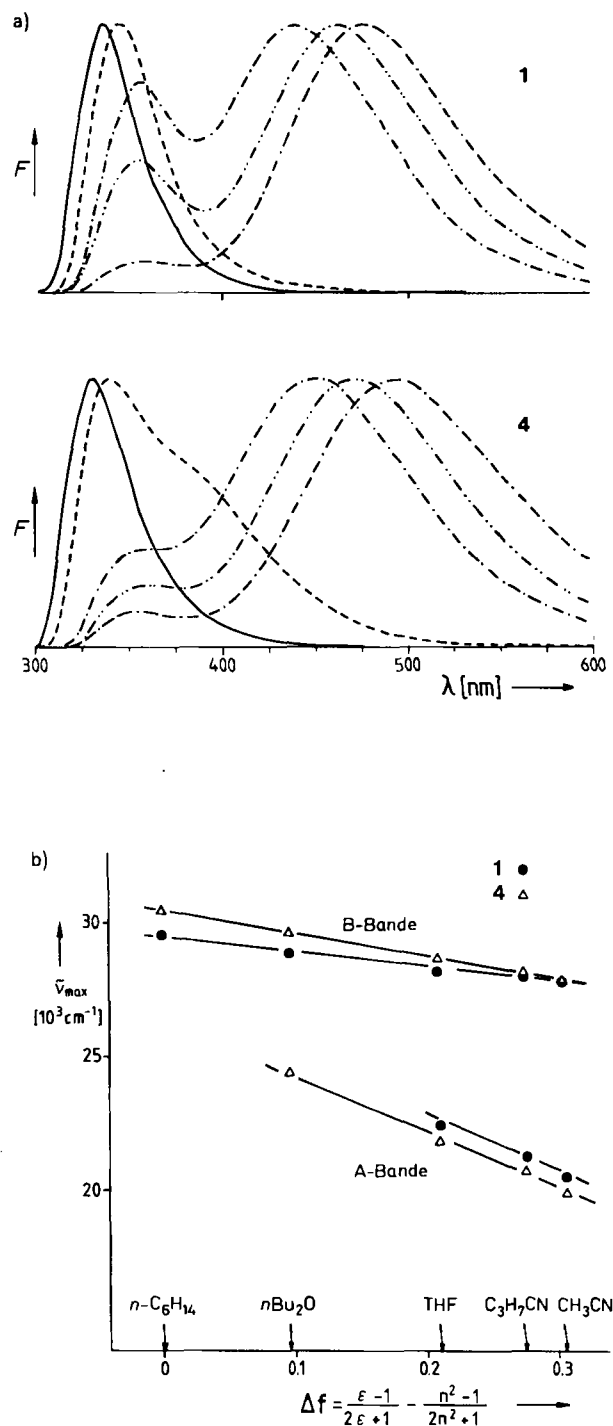 a)
1
F
4
F
300
400
500
600
λ [nm]
b)
1
4
30
B-Bande
ṽmax
[10³cm⁻¹]
25
A-Bande
20
n-C₆H₁₄
nBu₂O
THF
C₃H₇CN
CH₃CN
0
0.1
0.2
0.3
Δf = ε-1/2ε+1 - n²-1/2n²+1